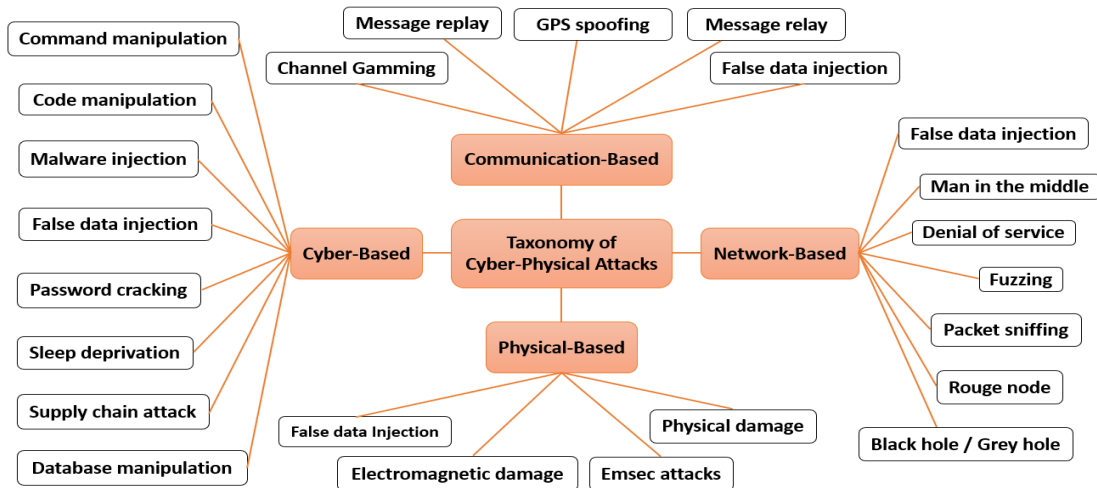 Command manipulation
Code manipulation
Malware injection
False data injection
Password cracking
Sleep deprivation
Supply chain attack
Database manipulation
Cyber-Based
Message replay
GPS spoofing
Message relay
Channel Gamming
False data injection
Communication-Based
Taxonomy of
Cyber-Physical Attacks
Physical-Based
False data Injection
Electromagnetic damage
Emsec attacks
Physical damage
Network-Based
False data injection
Man in the middle
Denial of service
Fuzzing
Packet sniffing
Rouge node
Black hole / Grey hole